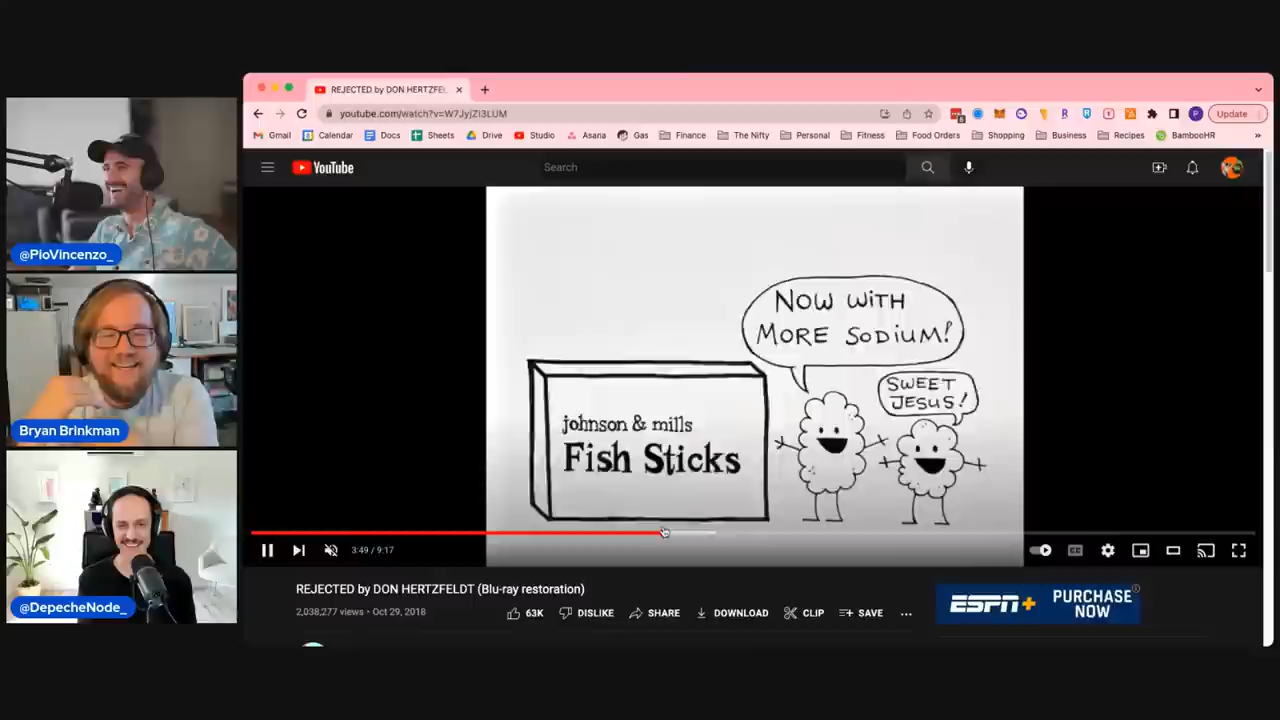 REJECTED by DON HERTZFEL
youtube.com/watch?v=W7JyjZI3LUM
Update
Gmail Calendar Docs Sheets Drive Studio Asana Gas Finance The Nifty Personal Fitness Food Orders Shopping Business Recipes BambooHR »
YouTube
Search
@PioVincenzo_
Bryan Brinkman
@DepecheNode_
NOW WITH
MORE SODIUM!
SWEET
JESUS!
johnson & mills
Fish Sticks
3:49 / 9:17
REJECTED by DON HERTZFELDT (Blu-ray restoration)
2,038,277 views • Oct 29, 2018
63K DISLIKE SHARE DOWNLOAD CLIP SAVE ...
ESPN+ PURCHASE
NOW